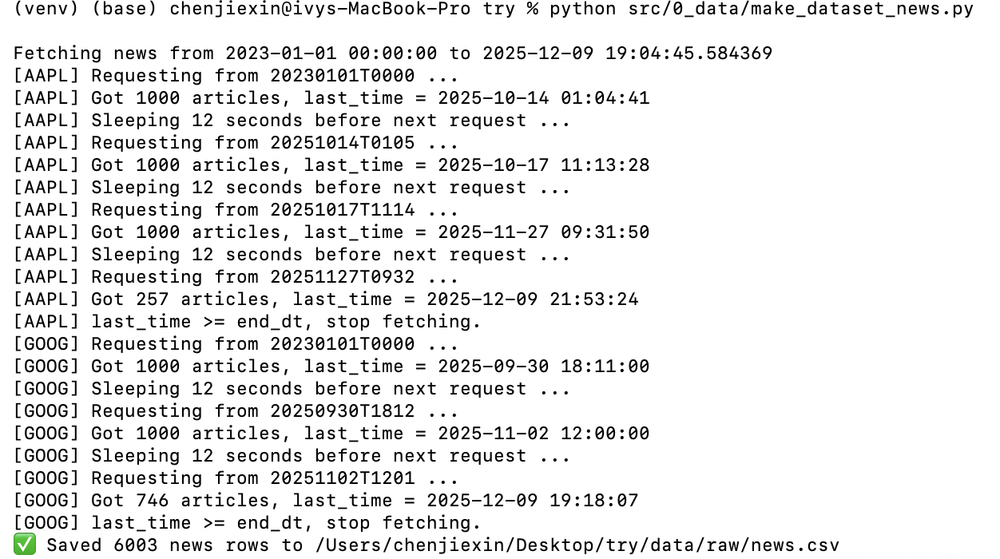 (venv) (base) chenjiexin@ivys-MacBook-Pro try % python src/0_data/make_dataset_news.py
Fetching news from 2023-01-01 00:00:00 to 2025-12-09 19:04:45.584369
[AAPL] Requesting from 20230101T0000 ...
[AAPL] Got 1000 articles, last_time = 2025-10-14 01:04:41
[AAPL] Sleeping 12 seconds before next request ...
[AAPL] Requesting from 20251014T0105 ...
[AAPL] Got 1000 articles, last_time = 2025-10-17 11:13:28
[AAPL] Sleeping 12 seconds before next request ...
[AAPL] Requesting from 20251017T1114 ...
[AAPL] Got 1000 articles, last_time = 2025-11-27 09:31:50
[AAPL] Sleeping 12 seconds before next request ...
[AAPL] Requesting from 20251127T0932 ...
[AAPL] Got 257 articles, last_time = 2025-12-09 21:53:24
[AAPL] last_time >= end_dt, stop fetching.
[GOOG] Requesting from 20230101T0000 ...
[GOOG] Got 1000 articles, last_time = 2025-09-30 18:11:00
[GOOG] Sleeping 12 seconds before next request ...
[GOOG] Requesting from 20250930T1812 ...
[GOOG] Got 1000 articles, last_time = 2025-11-02 12:00:00
[GOOG] Sleeping 12 seconds before next request ...
[GOOG] Requesting from 20251102T1201 ...
[GOOG] Got 746 articles, last_time = 2025-12-09 19:18:07
[GOOG] last_time >= end_dt, stop fetching.
✅ Saved 6003 news rows to /Users/chenjiexin/Desktop/try/data/raw/news.csv